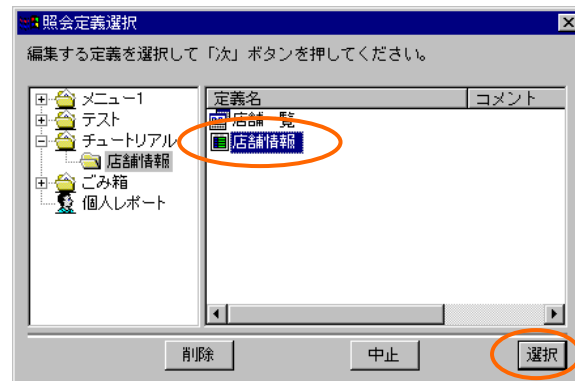 照会定義選択
編集する定義を選択して「次」ボタンを押してください。
メニュー1
テスト
チュートリアル
店舗情報
ごみ箱
個人レポート
定義名 コメント
店舗一覧
店舗情報
削除 中止 選択